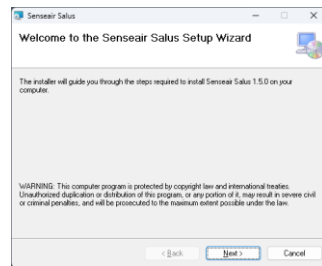 Senseair Salus
Welcome to the Senseair Salus Setup Wizard
The installer will guide you through the steps required to install Senseair Salus 1.5.0 on your
computer.
WARNING: This computer program is protected by copyright law and international treaties.
Unauthorized duplication or distribution of this program, or any portion of it, may result in severe civil
or criminal penalties, and will be prosecuted to the maximum extent possible under the law.
< Back
Next >
Cancel